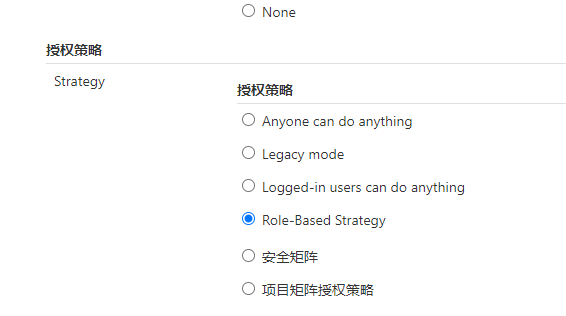 None
授权策略
Strategy
授权策略
Anyone can do anything
Legacy mode
Logged-in users can do anything
Role-Based Strategy
安全矩阵
项目矩阵授权策略